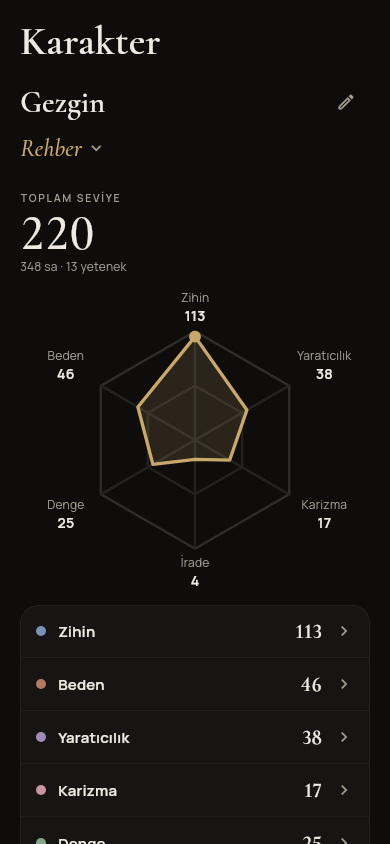 Karakter
Gezgin
Rehber
TOPLAM SEVİYE
220
348 sa · 13 yetenek
Zihin
113
Beden
46
Yaratıcılık
38
Denge
25
Karizma
17
İrade
4
Zihin 113
Beden 46
Yaratıcılık 38
Karizma 17
Denge 25